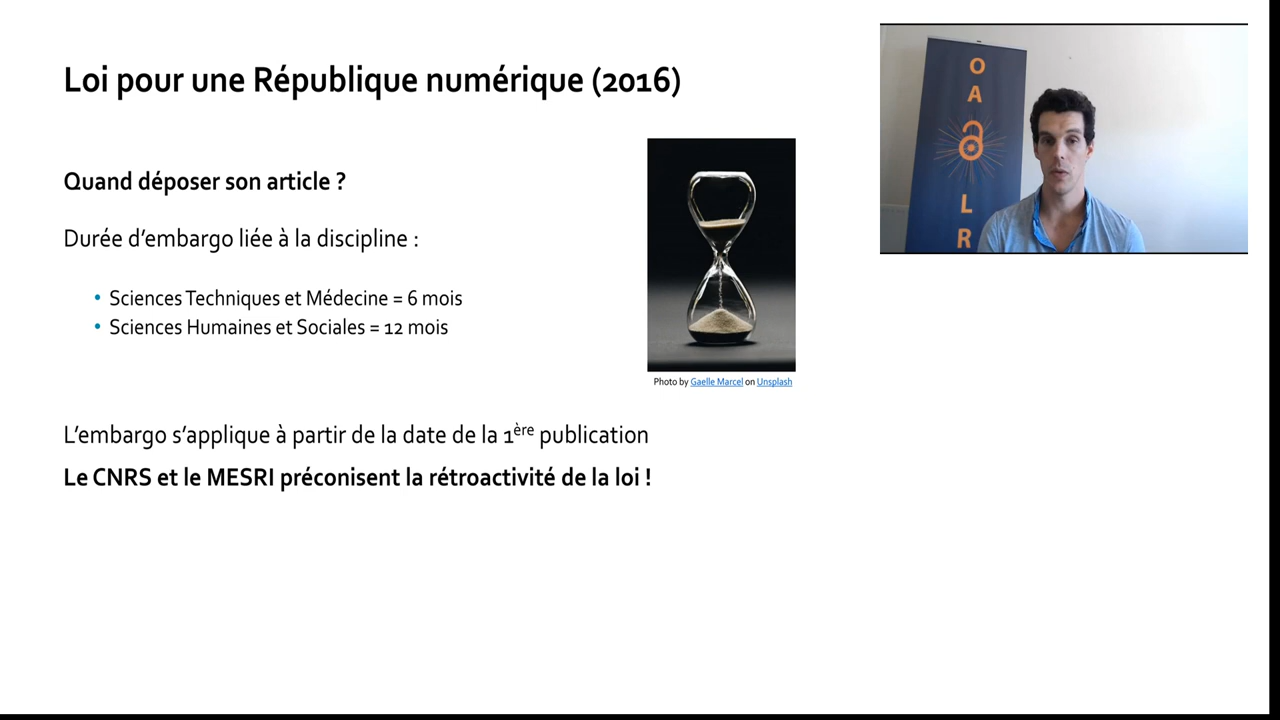 Loi pour une République numérique (2016)
Quand déposer son article ?
Durée d’embargo liée à la discipline :
• Sciences Techniques et Médecine = 6 mois
• Sciences Humaines et Sociales = 12 mois
Photo by Gaelle Marcel on Unsplash
L’embargo s’applique à partir de la date de la 1ère publication
Le CNRS et le MESRI préconisent la rétroactivité de la loi !
O
A
L
R